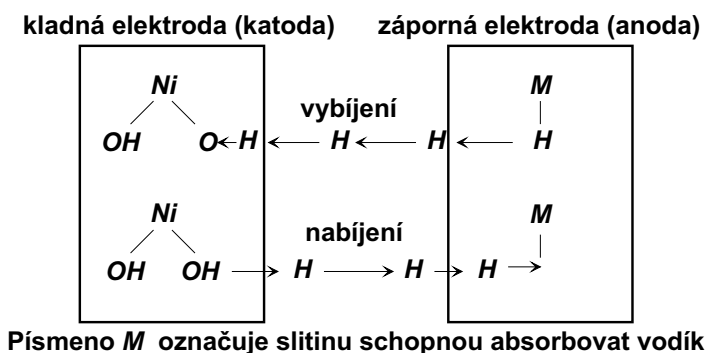 kladná elektroda (katoda) záporná elektroda (anoda)
Ni M
vybíjení
OH O H H H H
Ni M
nabíjení
OH OH H H H
Písmeno M označuje slitinu schopnou absorbovat vodík